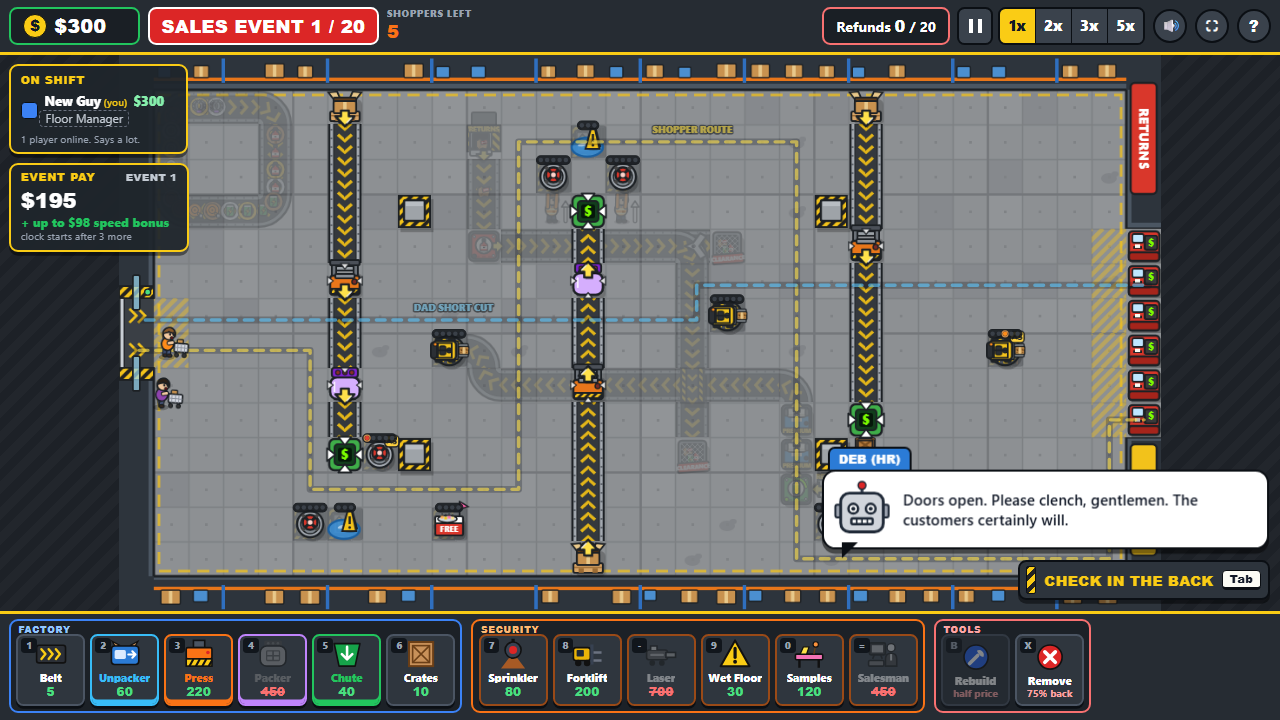 $300
SALES EVENT 1 / 20
SHOPPERS LEFT
5
Refunds 0 / 20
1x
2x
3x
5x
?
ON SHIFT
New Guy (you) $300
Floor Manager
1 player online. Says a lot.
EVENT PAY EVENT 1
$195
+ up to $98 speed bonus
clock starts after 3 more
SHOPPER ROUTE
RETURNS
DAD SHORT CUT
FREE
DEB (HR)
Doors open. Please clench, gentlemen. The
customers certainly will.
CHECK IN THE BACK Tab
FACTORY
1 Belt 5
2 Unpacker 60
3 Press 220
4 Packer 450
5 Chute 40
6 Crates 10
SECURITY
7 Sprinkler 80
8 Forklift 200
- Laser 700
9 Wet Floor 30
0 Samples 120
= Salesman 450
TOOLS
B Rebuild half price
X Remove 75% back